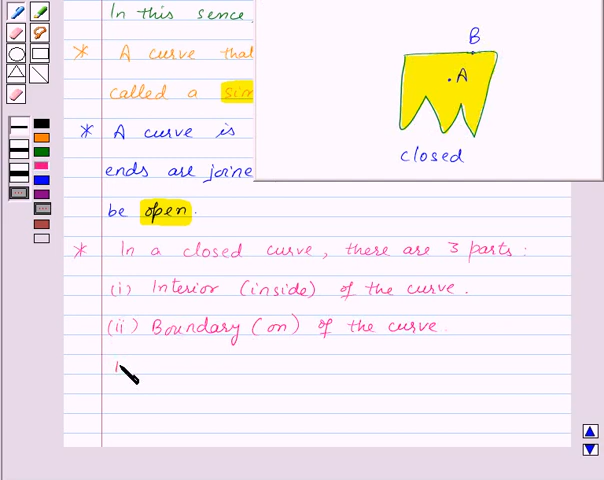 In this sence,
* A curve that
called a sim
* A curve is
ends are joine
be open.
B
A
closed
* In a closed curve, there are 3 parts:
(i) Interior (inside) of the curve.
(ii) Boundary (on) of the curve.